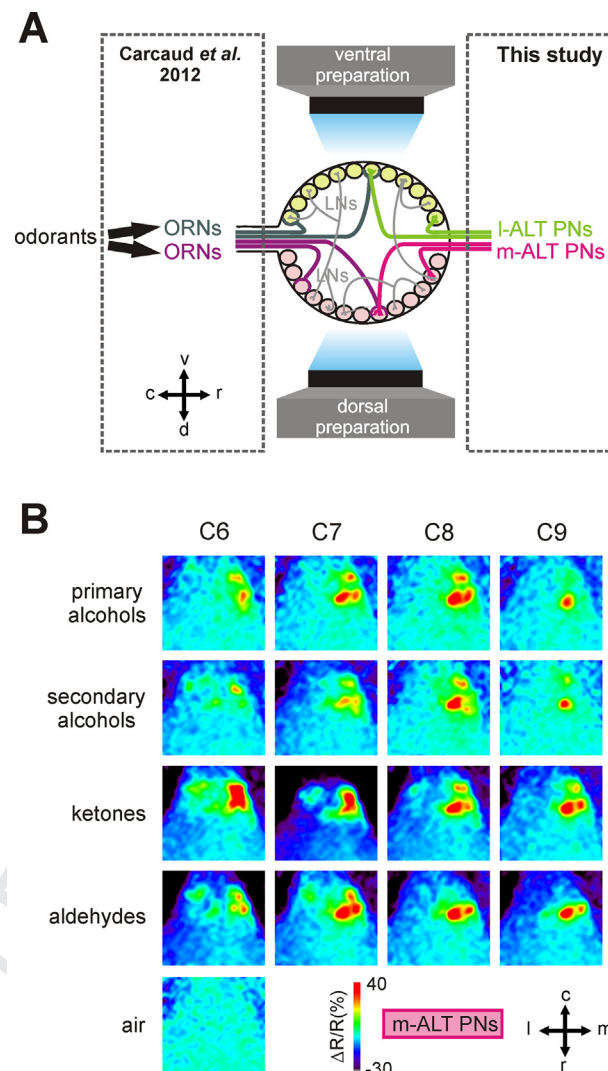 A
Carcaud et al.
2012
ventral
preparation
This study
LNs
odorants
ORNs
ORNs
l-ALT PNs
m-ALT PNs
LNs
v
c
r
d
dorsal
preparation
B
C6
C7
C8
C9
primary
alcohols
secondary
alcohols
ketones
aldehydes
air
ΔR/R(%)
40
-30
m-ALT PNs
c
l
m
r